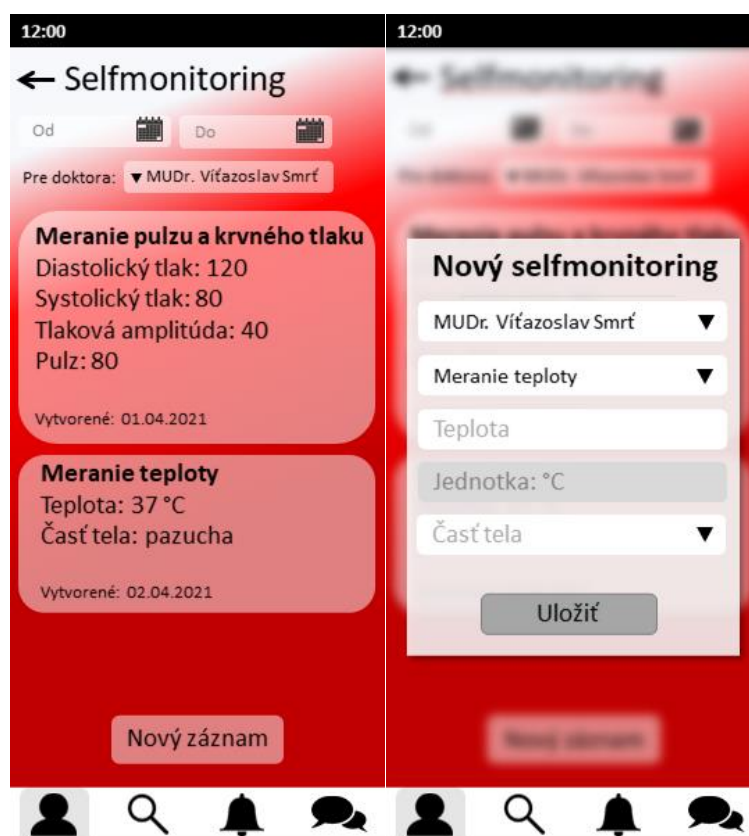 12:00
← Selfmonitoring
Od
Do
Pre doktora: ▼ MUDr. Víťazoslav Smrť
Meranie pulzu a krvného tlaku
Diastolický tlak: 120
Systolický tlak: 80
Tlaková amplitúda: 40
Pulz: 80
Vytvorené: 01.04.2021
Meranie teploty
Teplota: 37 °C
Časť tela: pazucha
Vytvorené: 02.04.2021
Nový záznam
12:00
Nový selfmonitoring
MUDr. Víťazoslav Smrť ▼
Meranie teploty ▼
Teplota
Jednotka: °C
Časť tela ▼
Uložiť